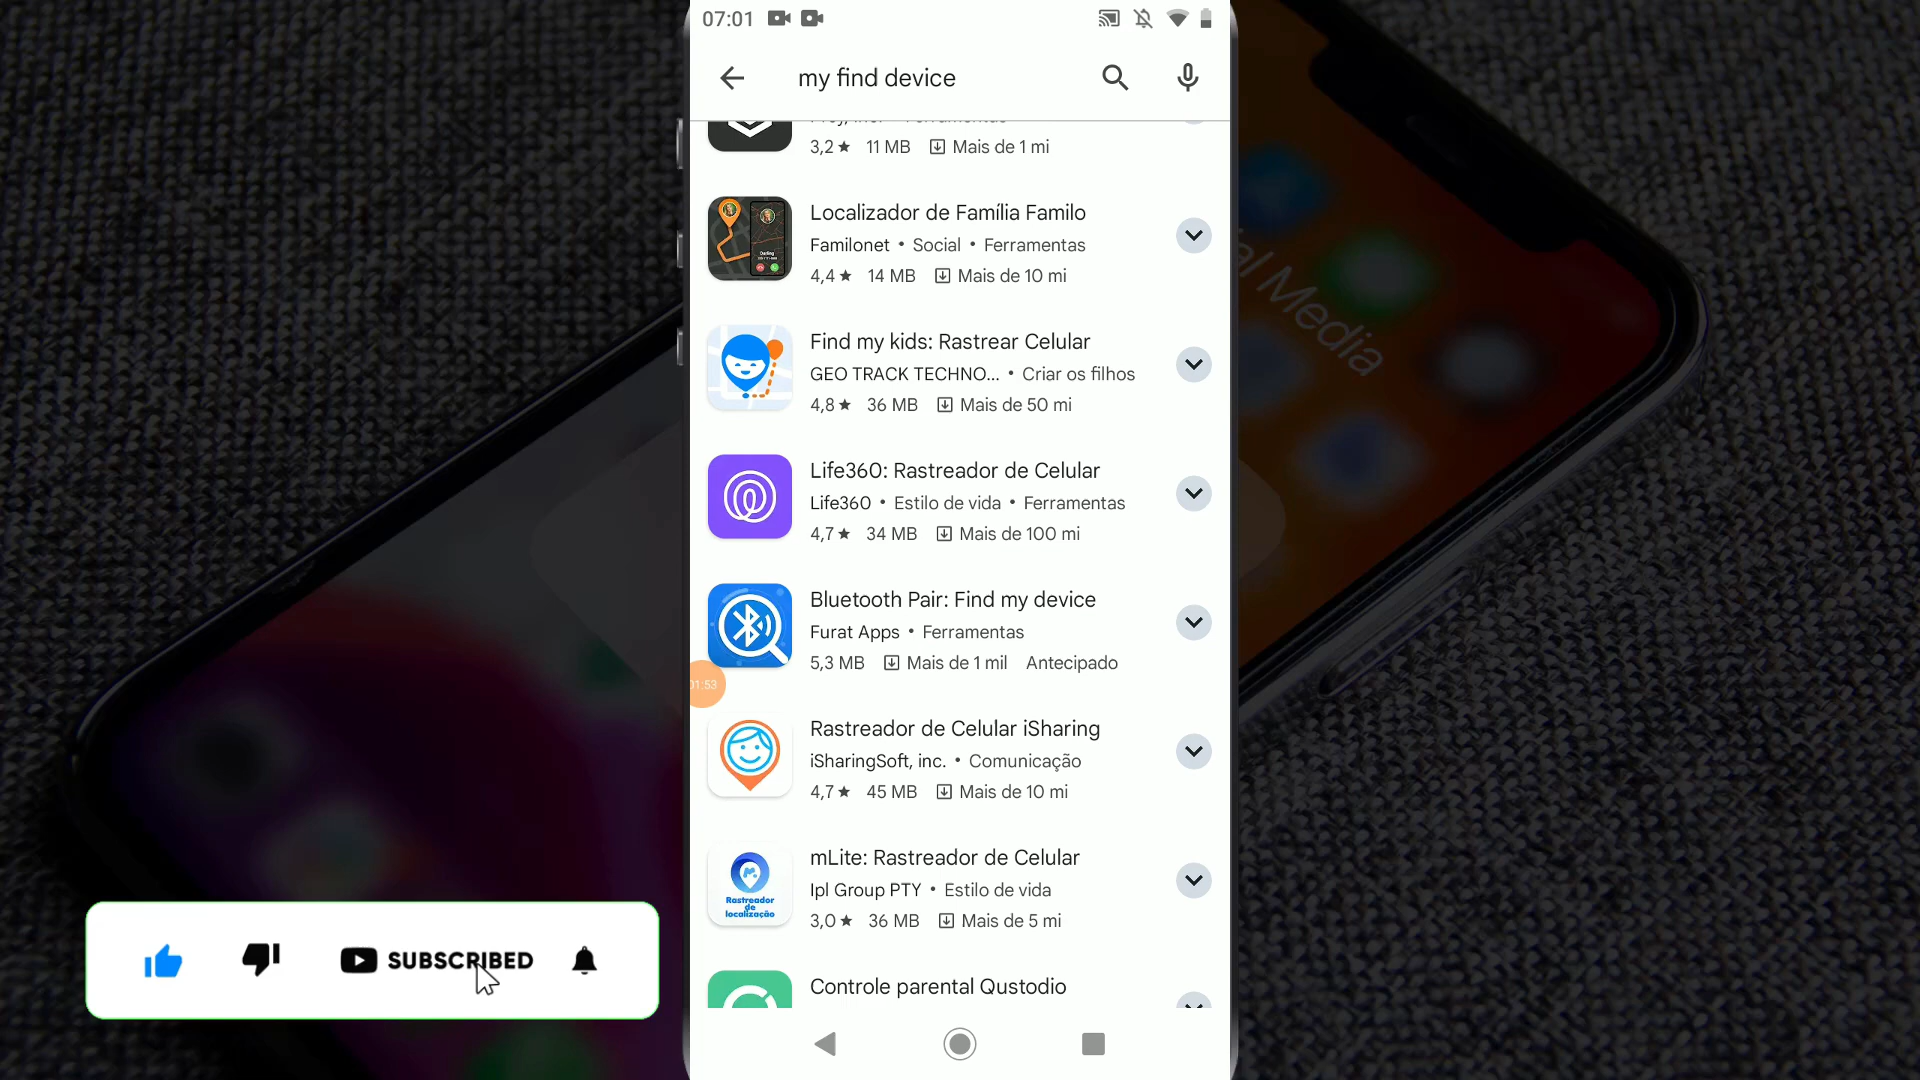 07:01
my find device
3,2★ 11 MB Mais de 1 mi
Localizador de Família Familo
Familonet • Social • Ferramentas
4,4★ 14 MB Mais de 10 mi
Find my kids: Rastrear Celular
GEO TRACK TECHNO... • Criar os filhos
4,8★ 36 MB Mais de 50 mi
Life360: Rastreador de Celular
Life360 • Estilo de vida • Ferramentas
4,7★ 34 MB Mais de 100 mi
Bluetooth Pair: Find my device
Furat Apps • Ferramentas
5,3 MB Mais de 1 mil Antecipado
01:53
Rastreador de Celular iSharing
iSharingSoft, inc. • Comunicação
4,7★ 45 MB Mais de 10 mi
mLite: Rastreador de Celular
Ipl Group PTY • Estilo de vida
3,0★ 36 MB Mais de 5 mi
Rastreador
de
localização
Controle parental Qustodio
SUBSCRIBED
Media